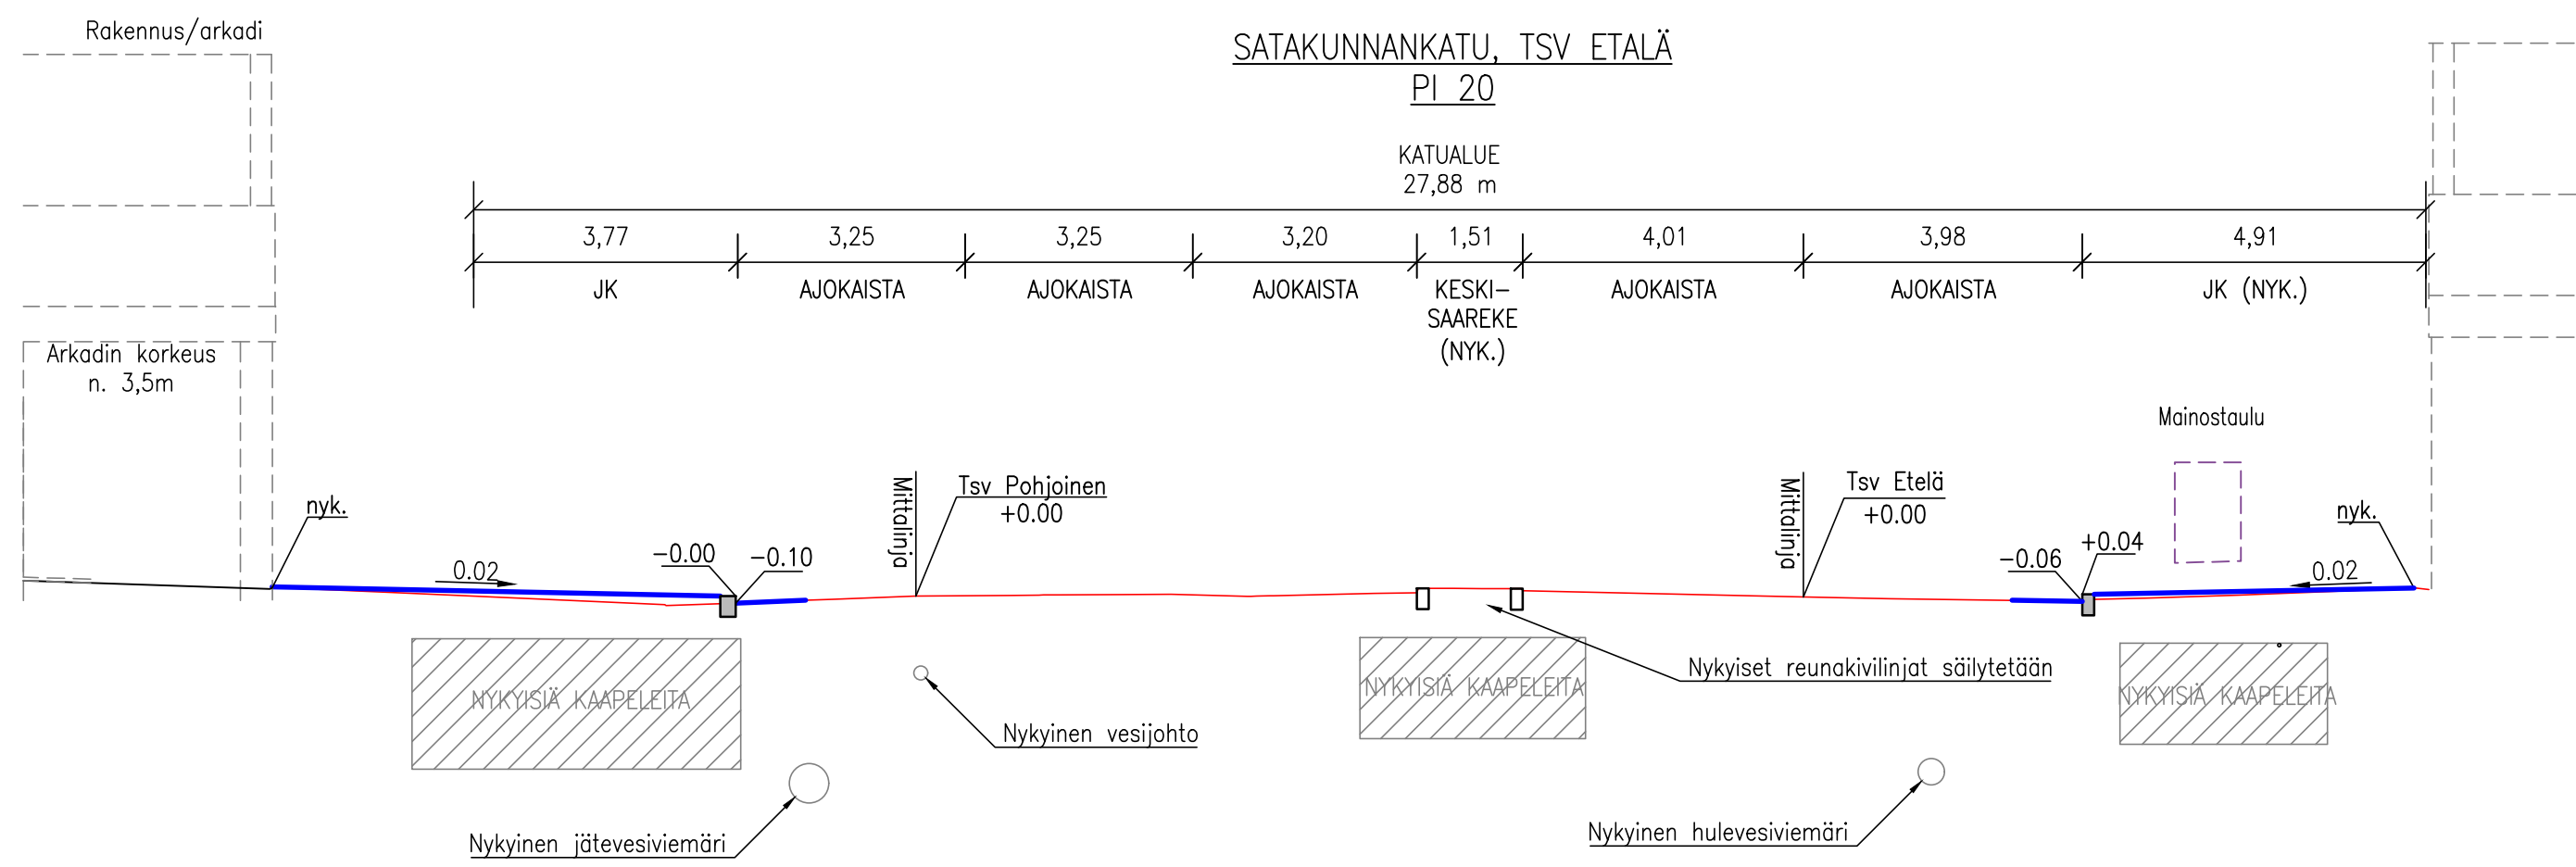 Rakennus/arkadi
SATAKUNNANKATU, TSV ETALÄ
Pl 20
KATUALUE
27,88 m
3,77
3,25
3,25
3,20
1,51
4,01
3,98
4,91
JK
AJOKAISTA
AJOKAISTA
AJOKAISTA
KESKI-
SAAREKE
(NYK.)
AJOKAISTA
AJOKAISTA
JK (NYK.)
Arkadin korkeus
n. 3,5m
Mainostaulu
nyk.
0.02
-0.00
-0.10
Mittalinja
Tsv Pohjoinen
+0.00
Mittalinja
Tsv Etelä
+0.00
-0.06
+0.04
nyk.
0.02
NYKYISIÄ KAAPELEITA
NYKYISIÄ KAAPELEITA
NYKYISIÄ KAAPELEITA
Nykyiset reunakivilinjat säilytetään
Nykyinen vesijohto
Nykyinen jätevesiviemäri
Nykyinen hulevesiviemäri